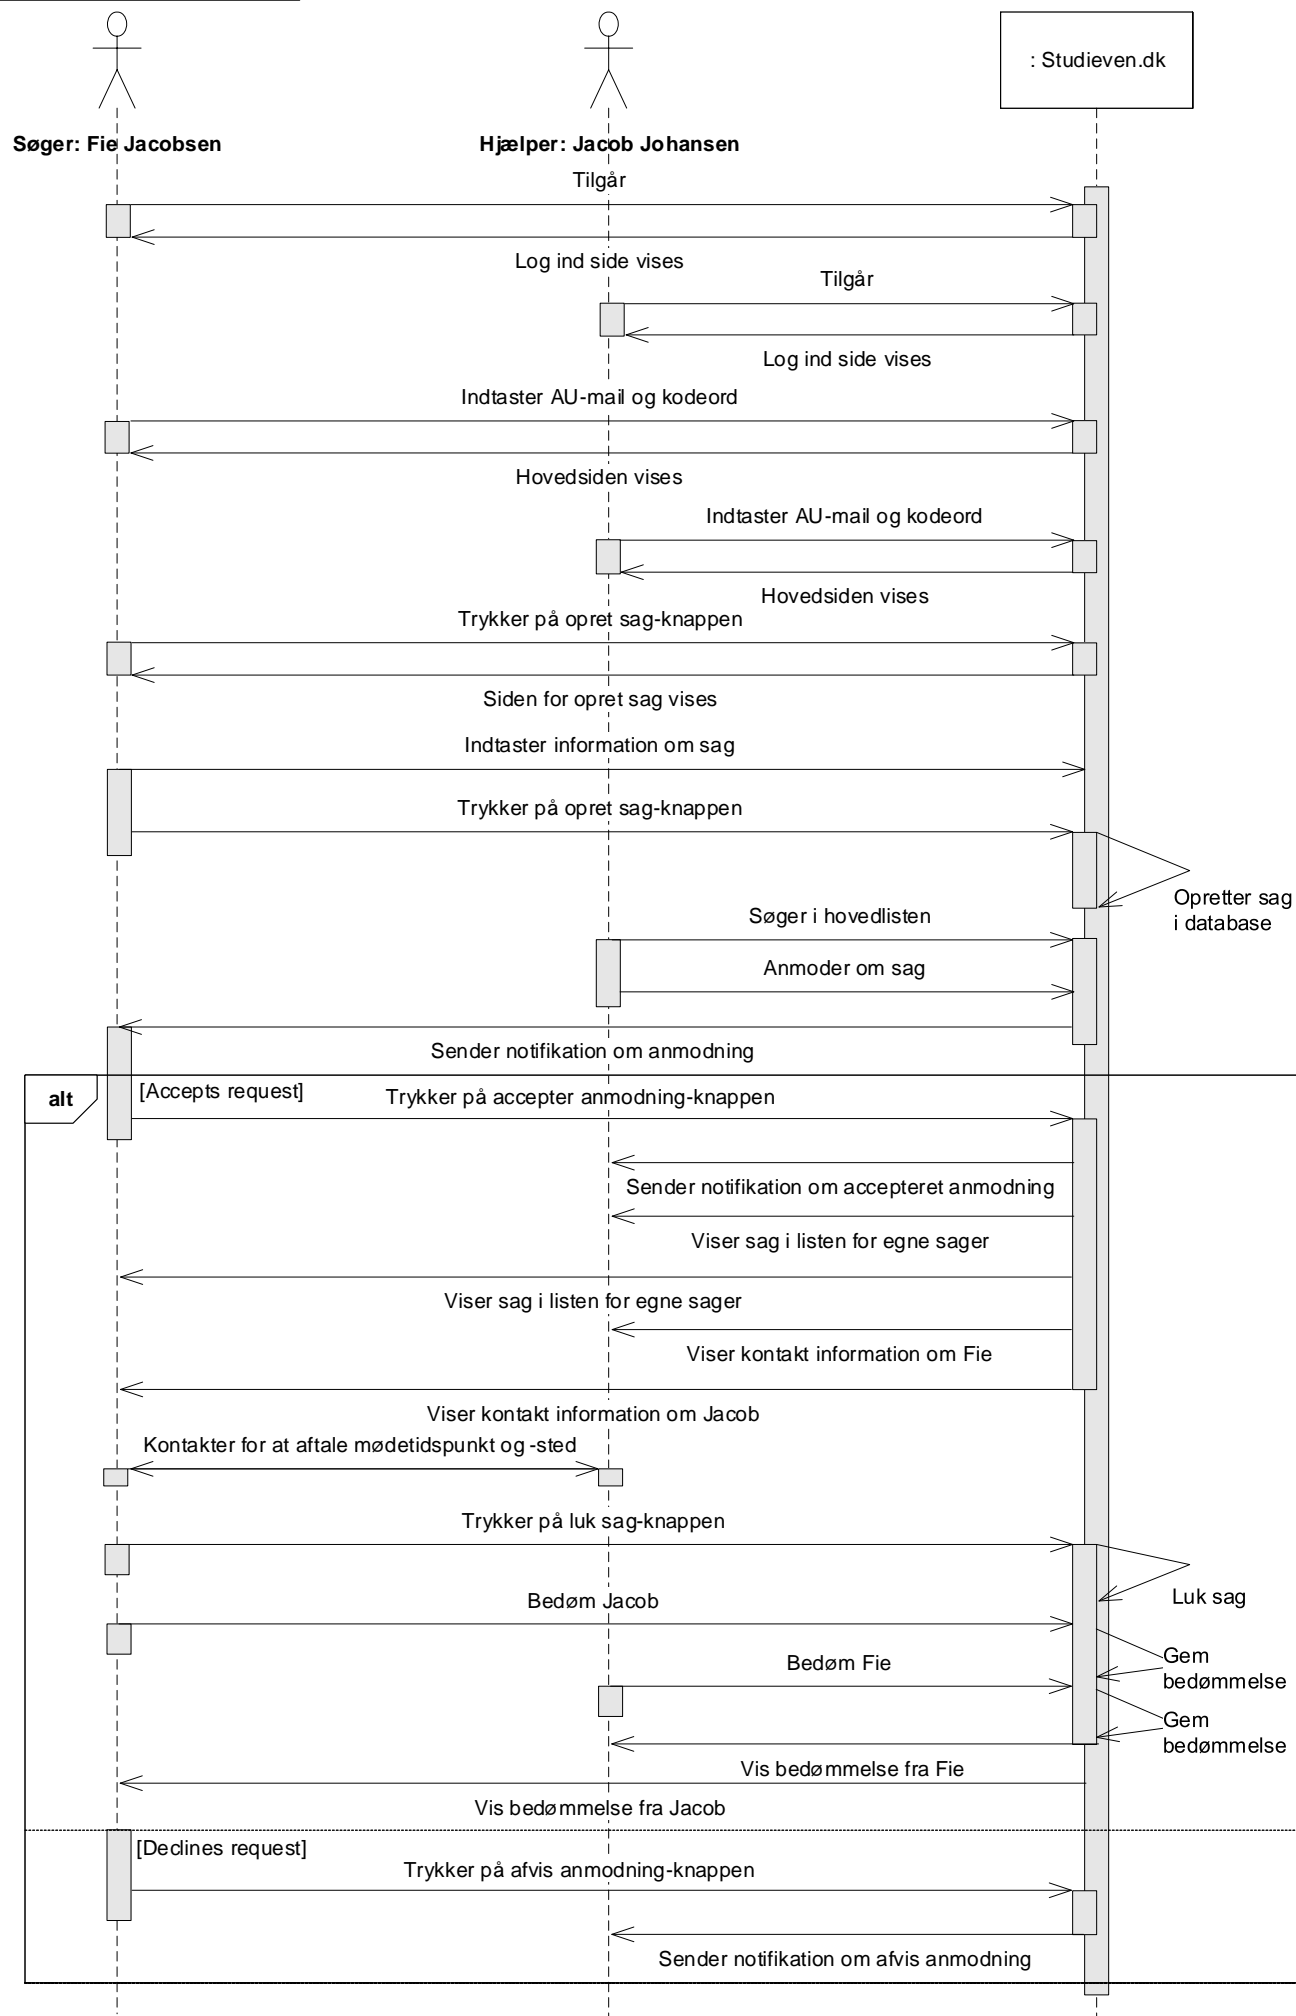 : Studieven.dk
Søger: Fie Jacobsen
Hjælper: Jacob Johansen
Tilgår
Log ind side vises
Tilgår
Log ind side vises
Indtaster AU-mail og kodeord
Hovedsiden vises
Indtaster AU-mail og kodeord
Hovedsiden vises
Trykker på opret sag-knappen
Siden for opret sag vises
Indtaster information om sag
Trykker på opret sag-knappen
Opretter sag
i database
Søger i hovedlisten
Anmoder om sag
Sender notifikation om anmodning
alt
[Accepts request]
Trykker på accepter anmodning-knappen
Sender notifikation om accepteret anmodning
Viser sag i listen for egne sager
Viser sag i listen for egne sager
Viser kontakt information om Fie
Viser kontakt information om Jacob
Kontakter for at aftale mødetidspunkt og -sted
Trykker på luk sag-knappen
Luk sag
Bedøm Jacob
Gem
bedømmelse
Bedøm Fie
Gem
bedømmelse
Vis bedømmelse fra Fie
Vis bedømmelse fra Jacob
[Declines request]
Trykker på afvis anmodning-knappen
Sender notifikation om afvis anmodning